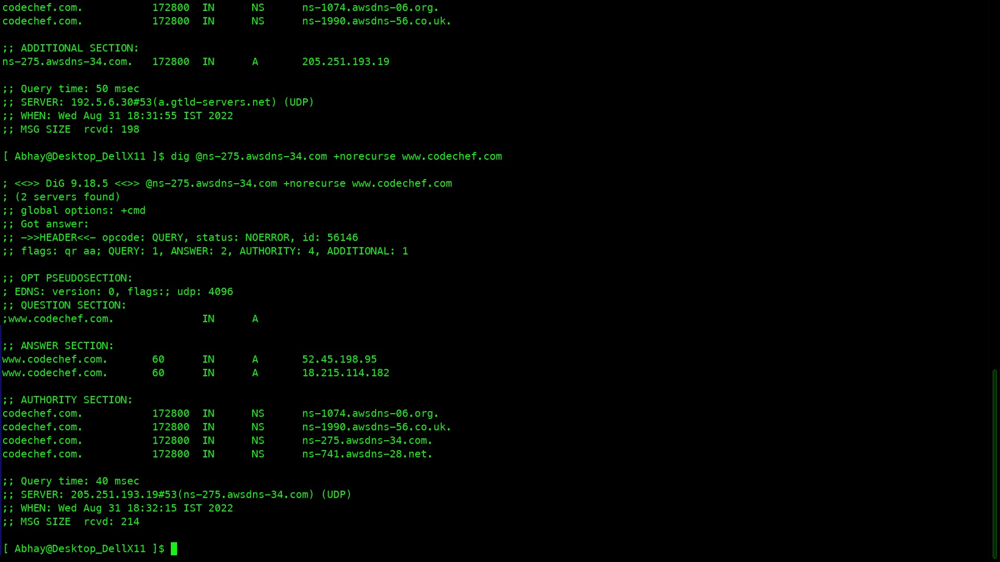 codechef.com.           172800  IN      NS      ns-1074.awsdns-06.org.
codechef.com.           172800  IN      NS      ns-1990.awsdns-56.co.uk.

;; ADDITIONAL SECTION:
ns-275.awsdns-34.com.   172800  IN      A       205.251.193.19

;; Query time: 50 msec
;; SERVER: 192.5.6.30#53(a.gtld-servers.net) (UDP)
;; WHEN: Wed Aug 31 18:31:55 IST 2022
;; MSG SIZE  rcvd: 198

[ Abhay@Desktop_DellX11 ]$ dig @ns-275.awsdns-34.com +norecurse www.codechef.com

; <<>> DiG 9.18.5 <<>> @ns-275.awsdns-34.com +norecurse www.codechef.com
; (2 servers found)
;; global options: +cmd
;; Got answer:
;; ->>HEADER<<- opcode: QUERY, status: NOERROR, id: 56146
;; flags: qr aa; QUERY: 1, ANSWER: 2, AUTHORITY: 4, ADDITIONAL: 1

;; OPT PSEUDOSECTION:
; EDNS: version: 0, flags:; udp: 4096
;; QUESTION SECTION:
;www.codechef.com.              IN      A

;; ANSWER SECTION:
www.codechef.com.       60      IN      A       52.45.198.95
www.codechef.com.       60      IN      A       18.215.114.182

;; AUTHORITY SECTION:
codechef.com.           172800  IN      NS      ns-1074.awsdns-06.org.
codechef.com.           172800  IN      NS      ns-1990.awsdns-56.co.uk.
codechef.com.           172800  IN      NS      ns-275.awsdns-34.com.
codechef.com.           172800  IN      NS      ns-741.awsdns-28.net.

;; Query time: 40 msec
;; SERVER: 205.251.193.19#53(ns-275.awsdns-34.com) (UDP)
;; WHEN: Wed Aug 31 18:32:15 IST 2022
;; MSG SIZE  rcvd: 214

[ Abhay@Desktop_DellX11 ]$